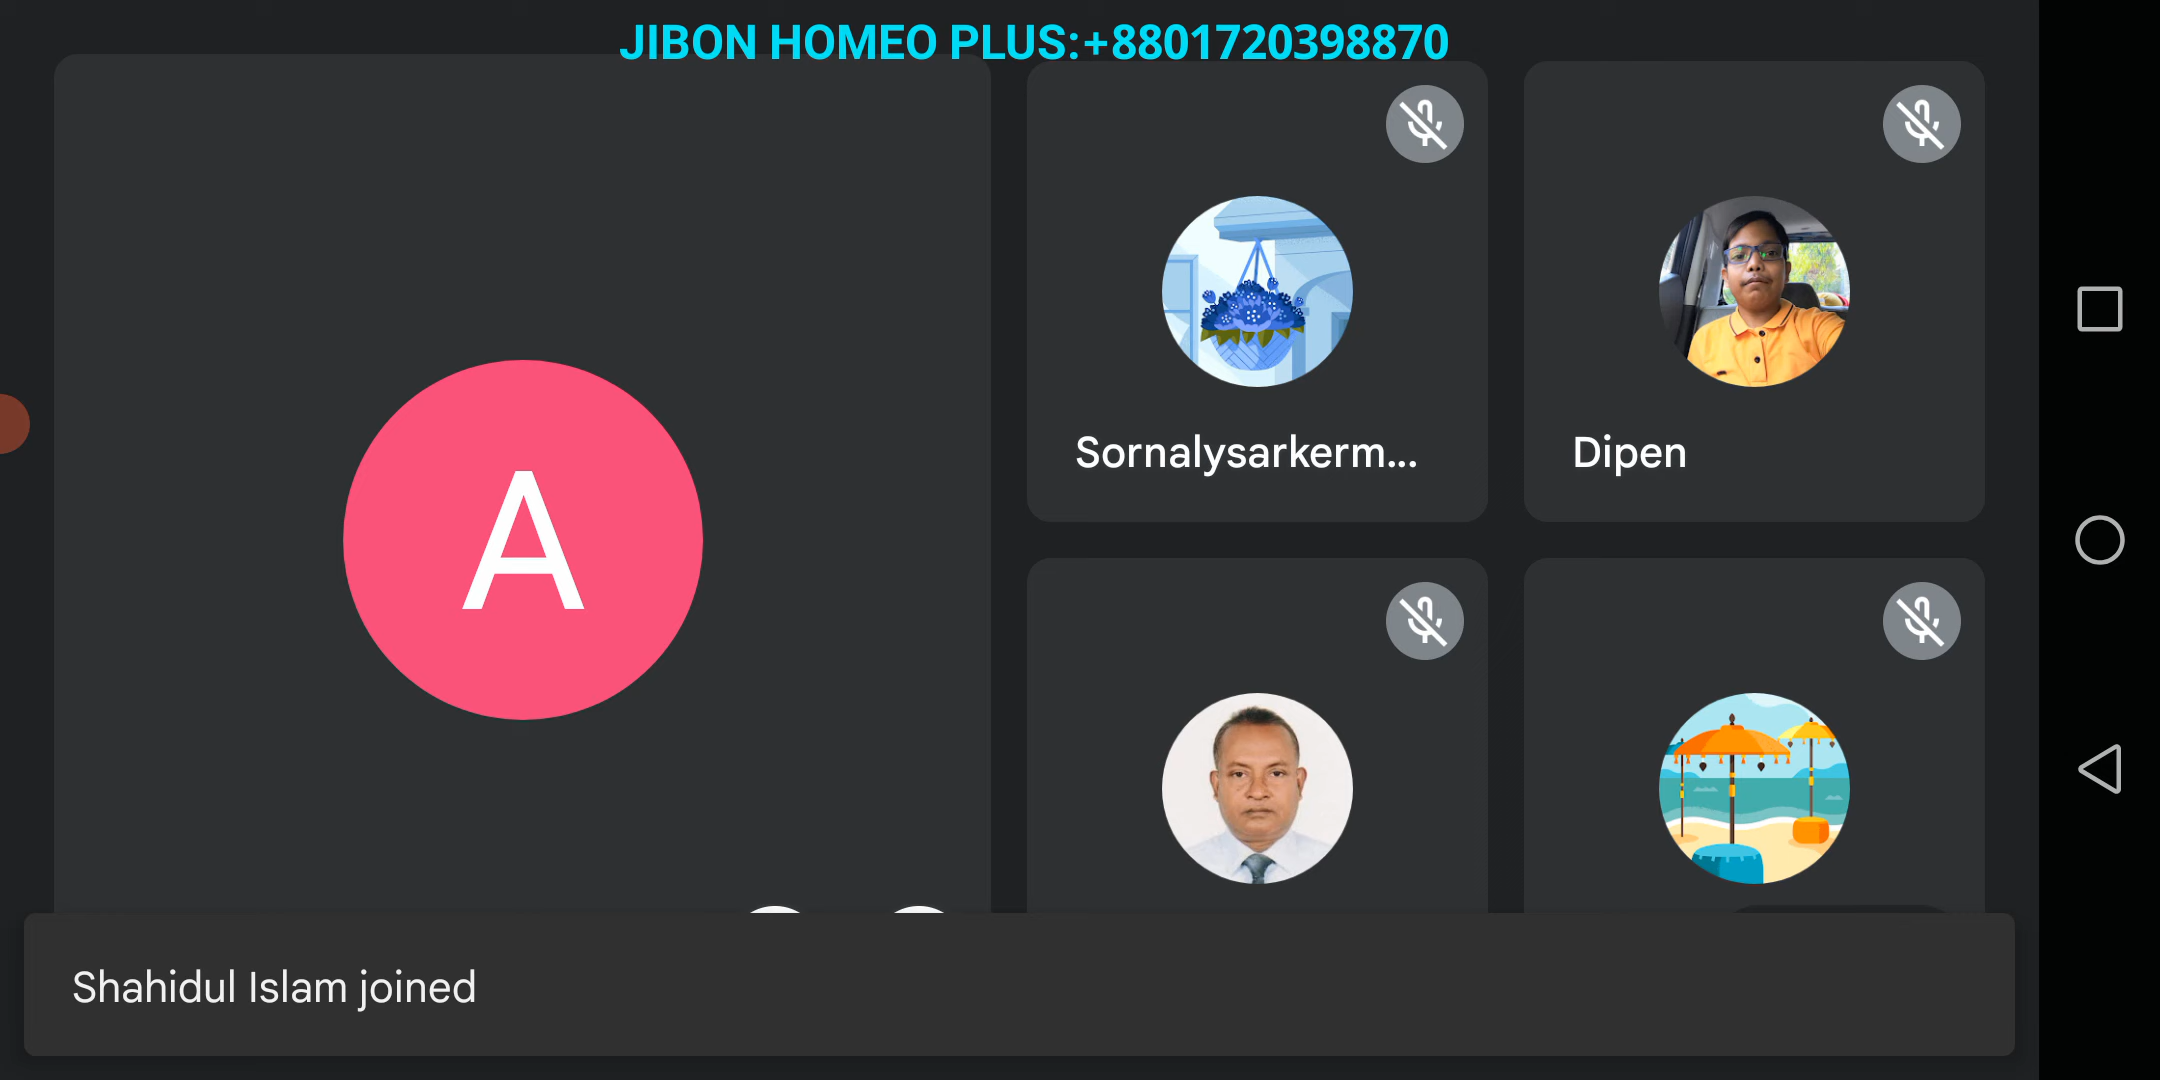 JIBON HOMEO PLUS:+8801720398870
A
Sornalysarkerm...
Dipen
Shahidul Islam joined